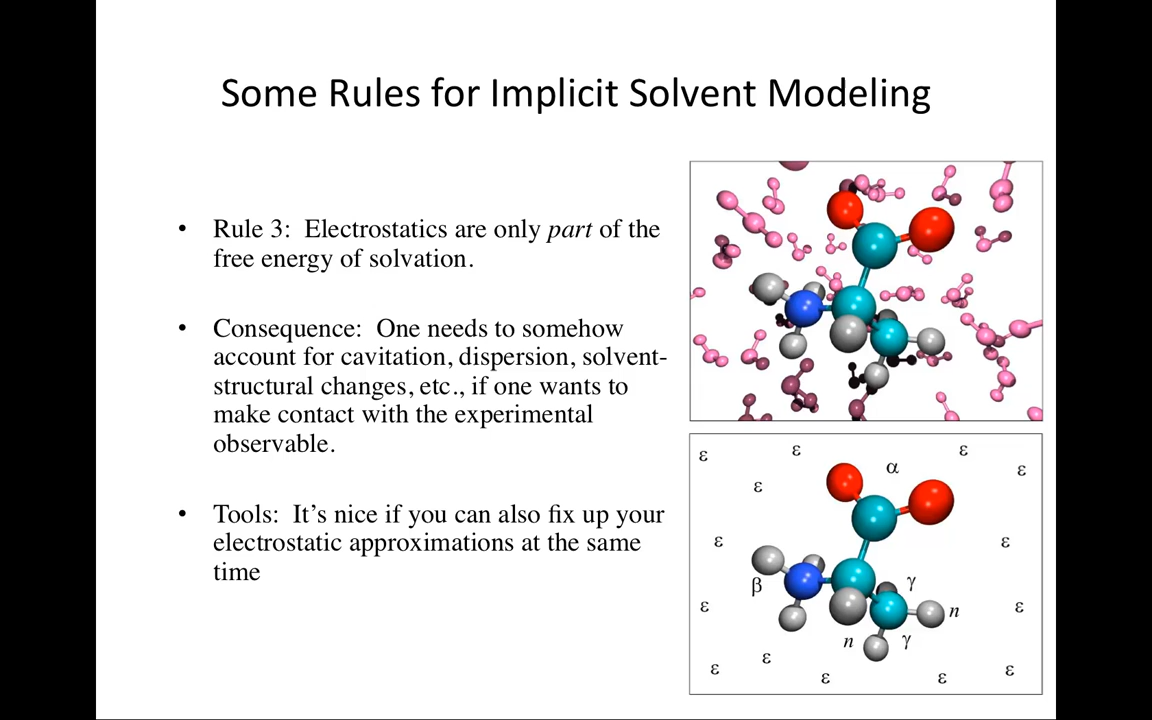 Some Rules for Implicit Solvent Modeling
• Rule 3: Electrostatics are only part of the
free energy of solvation.
• Consequence: One needs to somehow
account for cavitation, dispersion, solvent-
structural changes, etc., if one wants to
make contact with the experimental
observable.
• Tools: It’s nice if you can also fix up your
electrostatic approximations at the same
time
ε ε ε
α
ε
ε
ε ε
β γ
ε n ε
n γ
ε
ε ε
ε ε